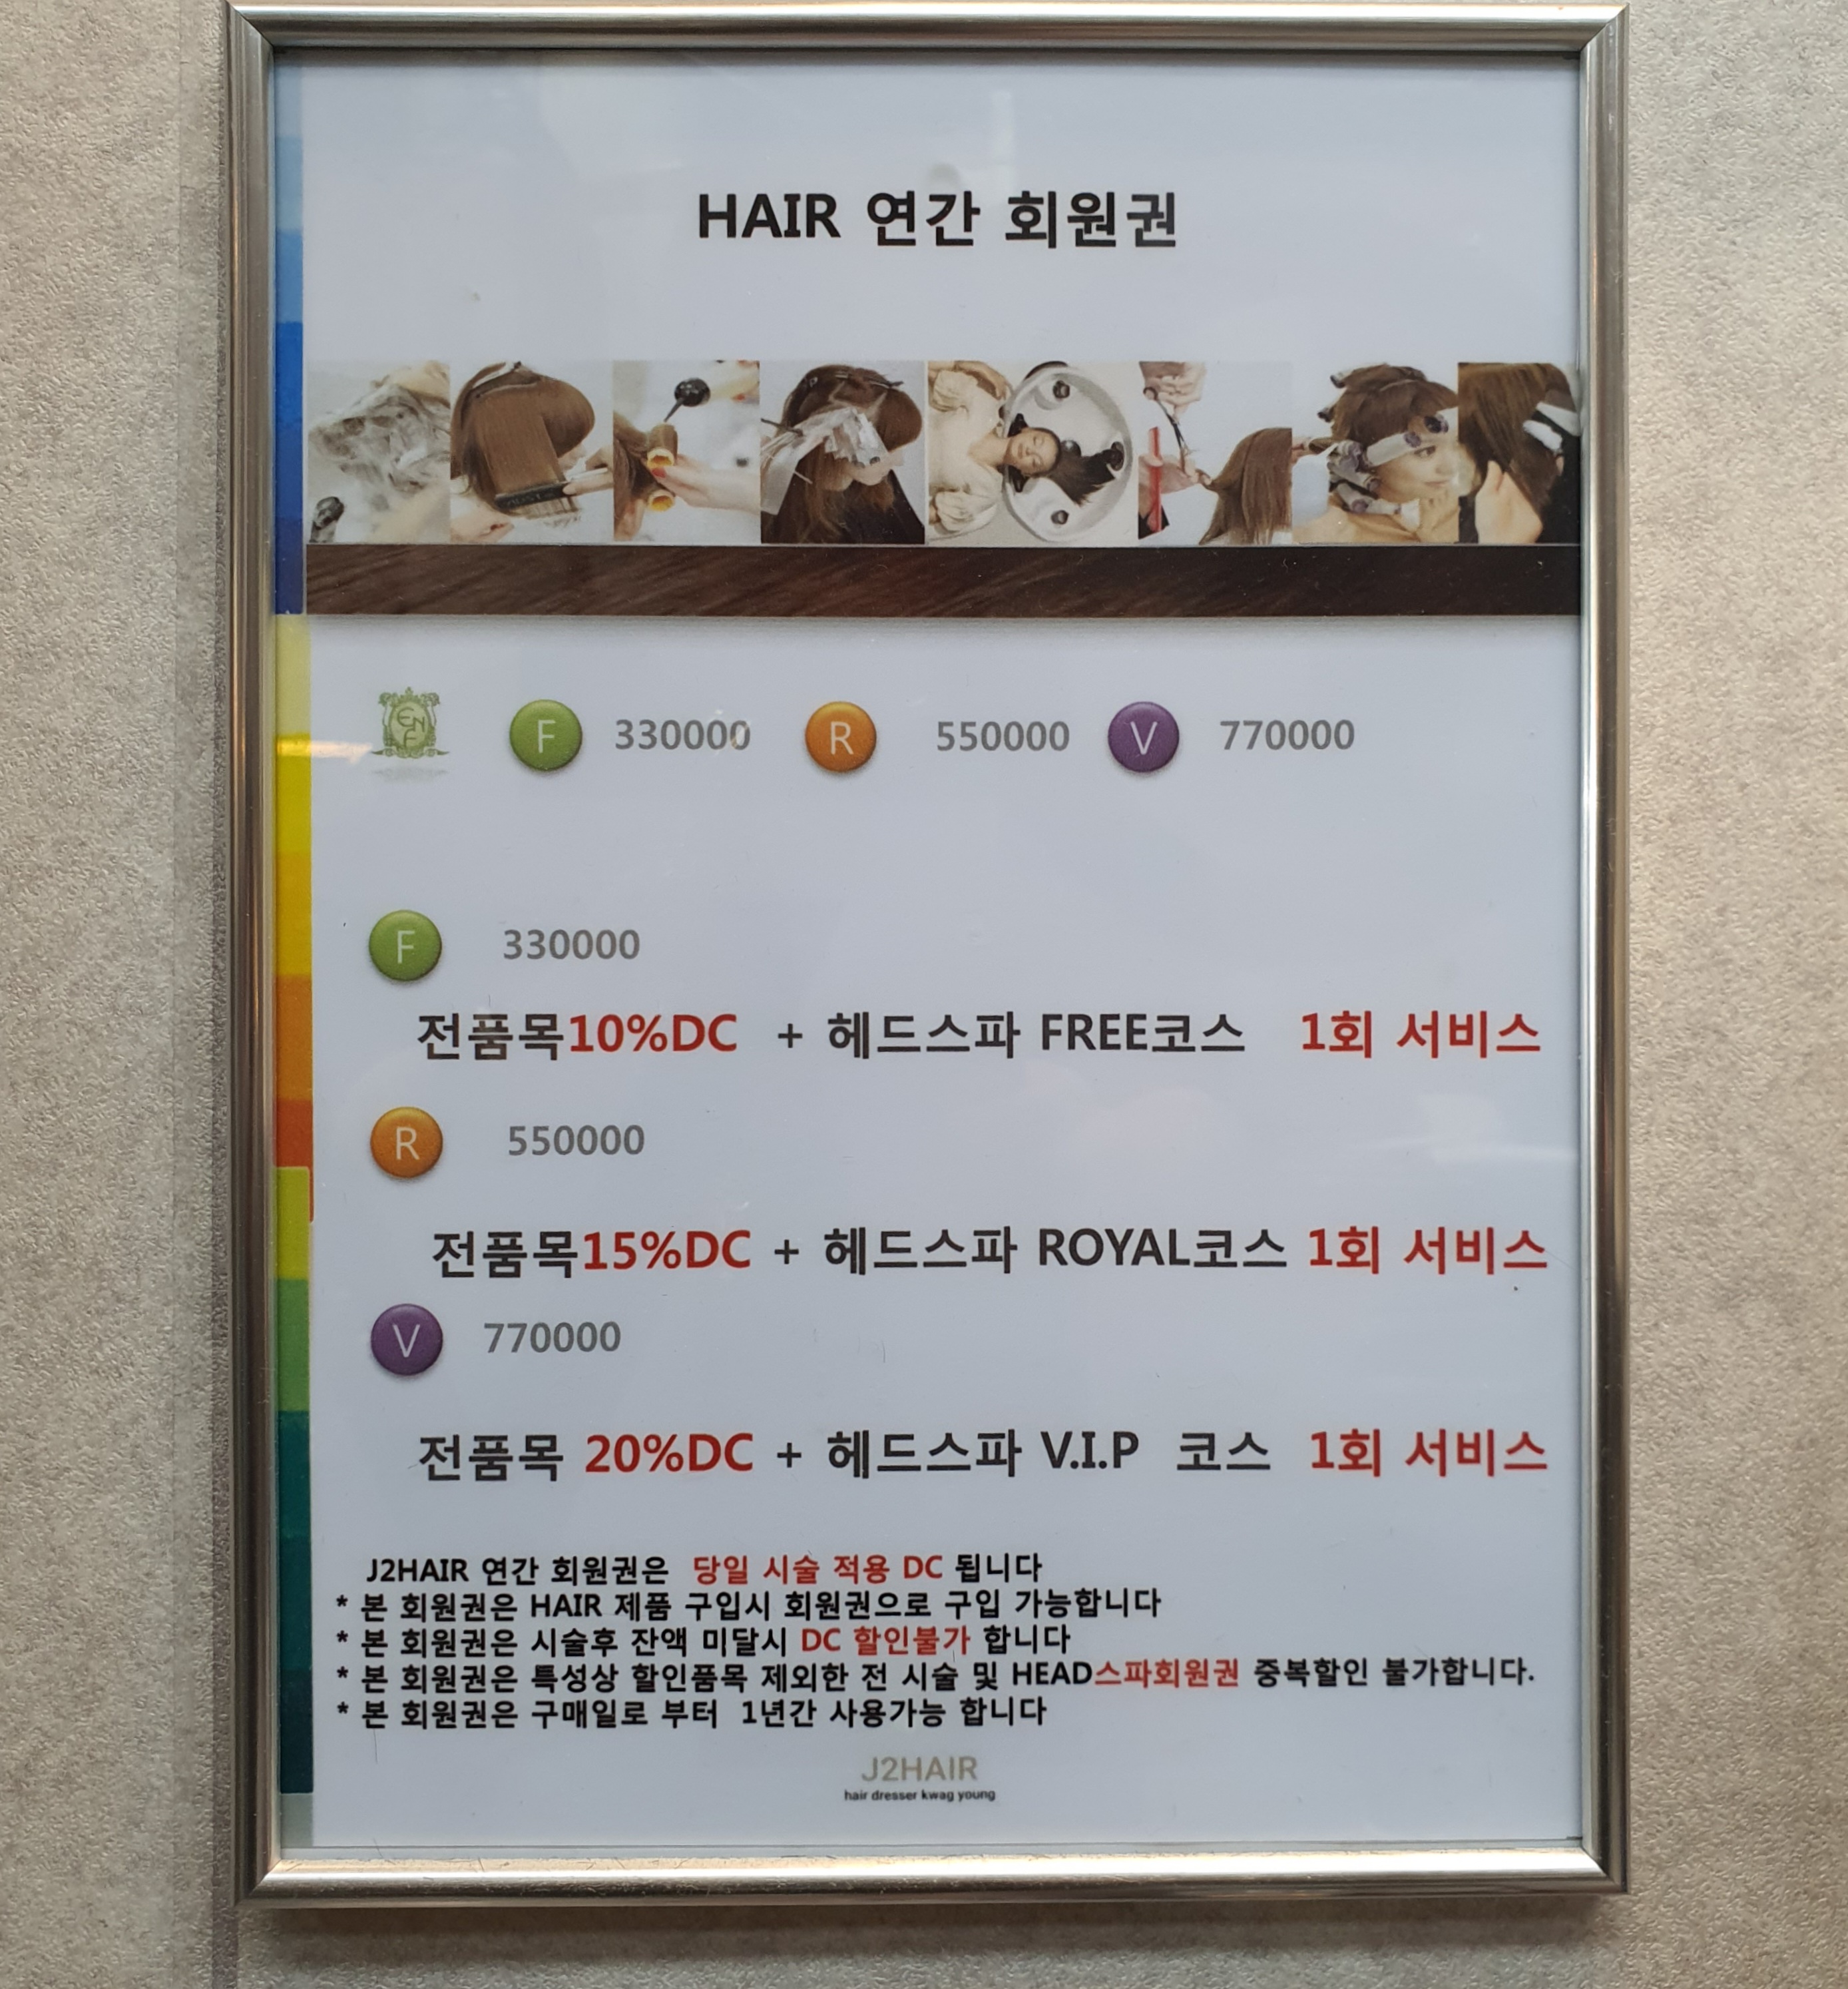 HAIR 연간 회원권
F 330000 R 550000 V 770000
F 330000
전품목10%DC + 헤드스파 FREE코스 1회 서비스
R 550000
전품목15%DC + 헤드스파 ROYAL코스 1회 서비스
V 770000
전품목 20%DC + 헤드스파 V.I.P 코스 1회 서비스
J2HAIR 연간 회원권은 당일 시술 적용 DC 됩니다
* 본 회원권은 HAIR 제품 구입시 회원권으로 구입 가능합니다
* 본 회원권은 시술후 잔액 미달시 DC 할인불가 합니다
* 본 회원권은 특성상 할인품목 제외한 전 시술 및 HEAD스파회원권 중복할인 불가합니다.
* 본 회원권은 구매일로 부터 1년간 사용가능 합니다
J2HAIR
hair dresser kwag young